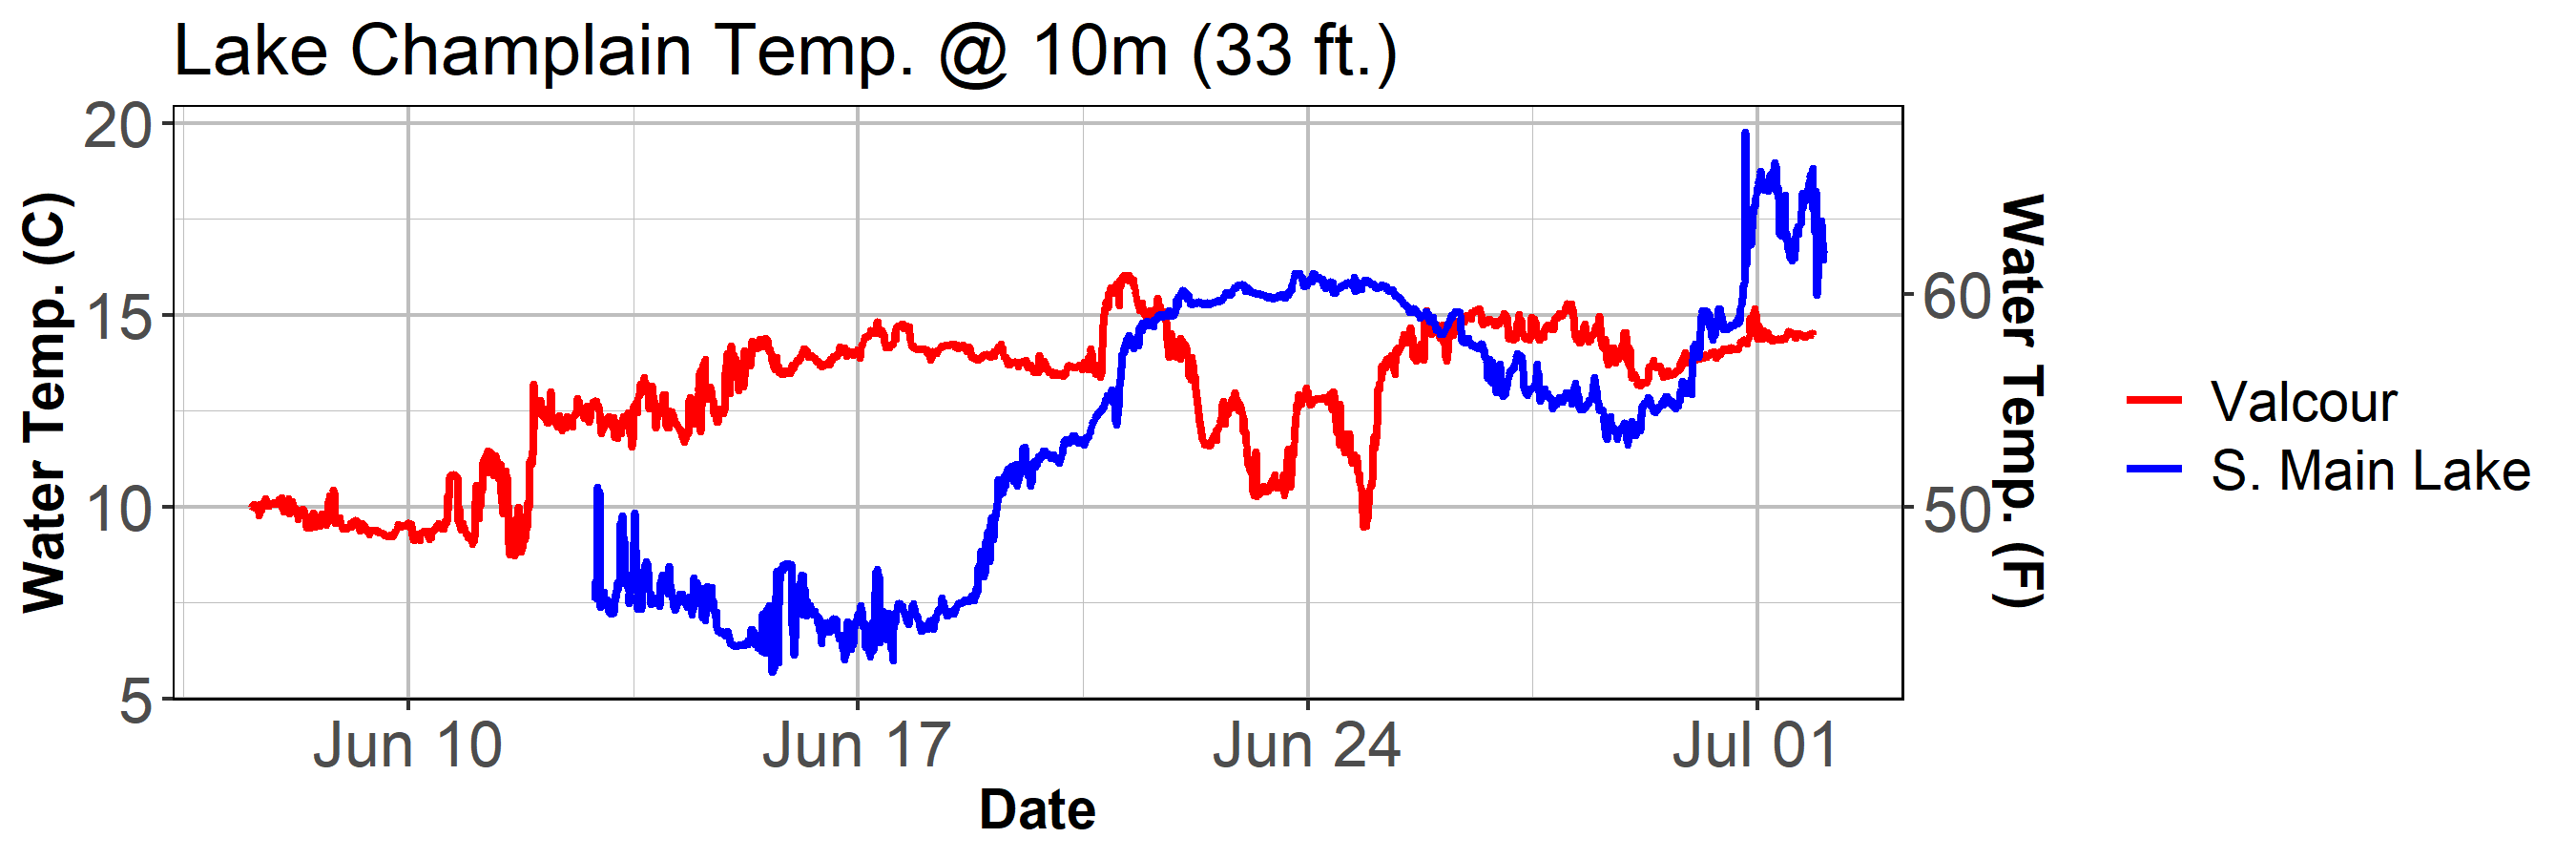 Lake Champlain Temp. @ 10m (33 ft.)
Water Temp. (C)
20
15
10
5
Jun 10 Jun 17 Jun 24 Jul 01
Date
60
50
Water Temp. (F)
Valcour
S. Main Lake